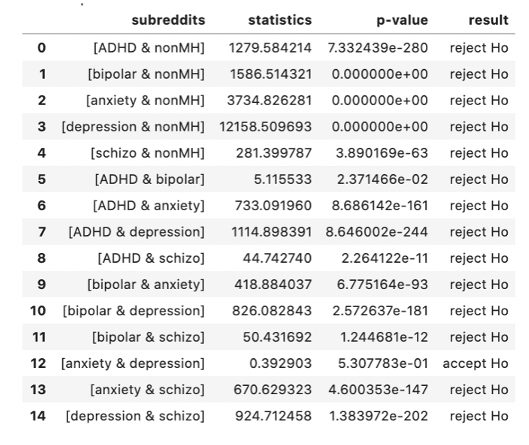 subreddits statistics p-value result
0 [ADHD & nonMH] 1279.584214 7.332439e-280 reject Ho
1 [bipolar & nonMH] 1586.514321 0.000000e+00 reject Ho
2 [anxiety & nonMH] 3734.826281 0.000000e+00 reject Ho
3 [depression & nonMH] 12158.509693 0.000000e+00 reject Ho
4 [schizo & nonMH] 281.399787 3.890169e-63 reject Ho
5 [ADHD & bipolar] 5.115533 2.371466e-02 reject Ho
6 [ADHD & anxiety] 733.091960 8.686142e-161 reject Ho
7 [ADHD & depression] 1114.898391 8.646002e-244 reject Ho
8 [ADHD & schizo] 44.742740 2.264122e-11 reject Ho
9 [bipolar & anxiety] 418.884037 6.775164e-93 reject Ho
10 [bipolar & depression] 826.082843 2.572637e-181 reject Ho
11 [bipolar & schizo] 50.431692 1.244681e-12 reject Ho
12 [anxiety & depression] 0.392903 5.307783e-01 accept Ho
13 [anxiety & schizo] 670.629323 4.600353e-147 reject Ho
14 [depression & schizo] 924.712458 1.383972e-202 reject Ho